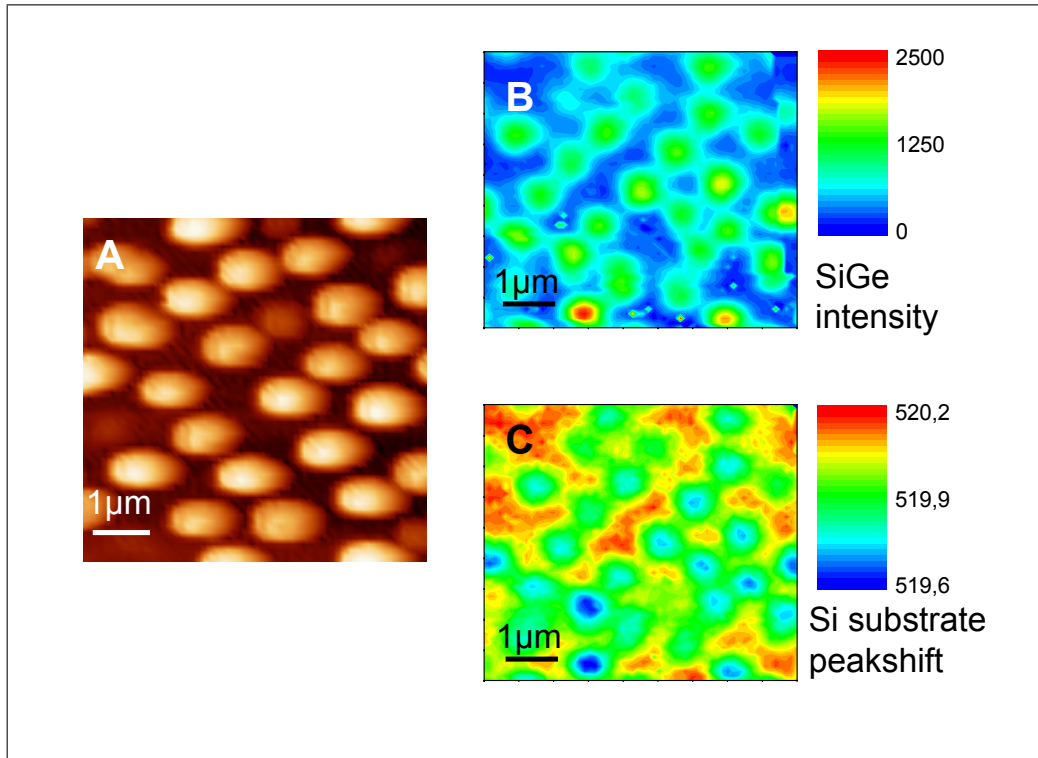 A
1µm
B
1µm
2500
1250
0
SiGe
intensity
C
1µm
520,2
519,9
519,6
Si substrate
peakshift